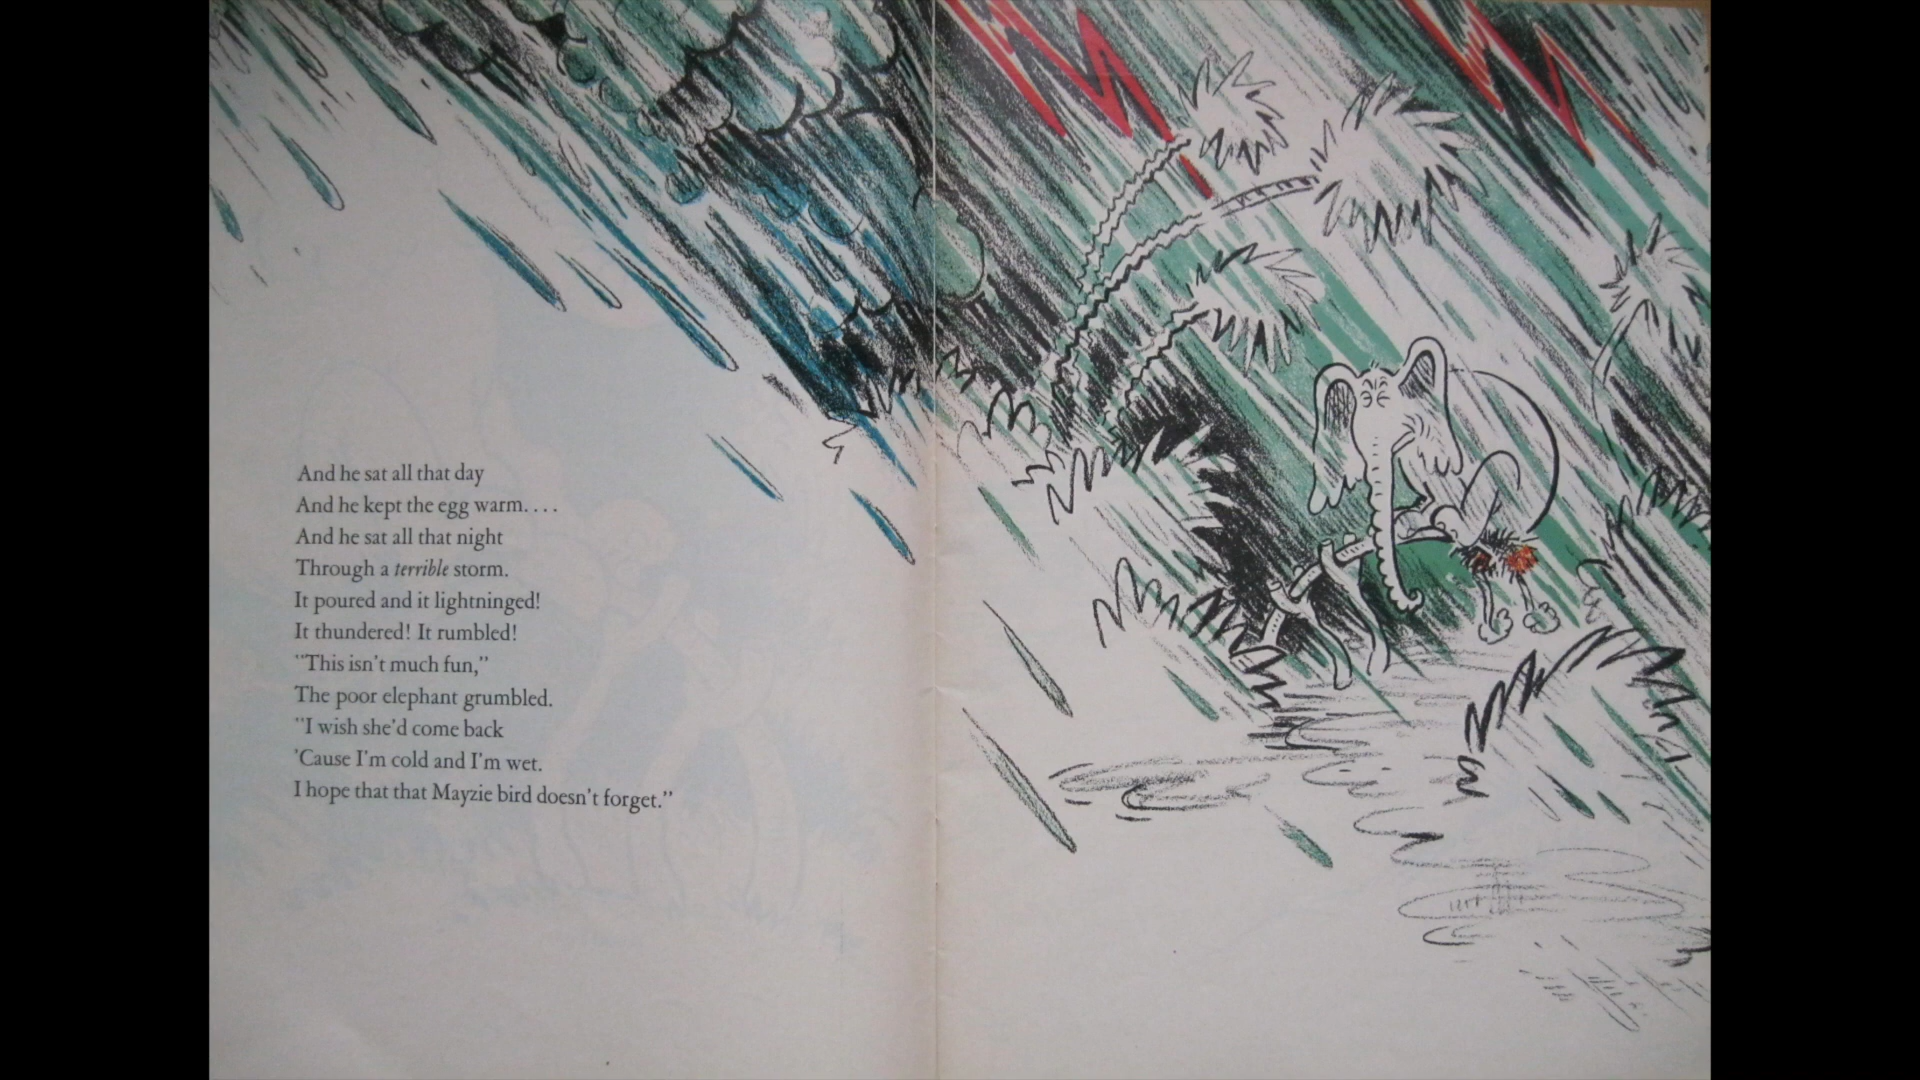 And he sat all that day
And he kept the egg warm. . . .
And he sat all that night
Through a terrible storm.
It poured and it lightninged!
It thundered! It rumbled!
"This isn't much fun,"
The poor elephant grumbled.
"I wish she'd come back
'Cause I'm cold and I'm wet.
I hope that that Mayzie bird doesn't forget."